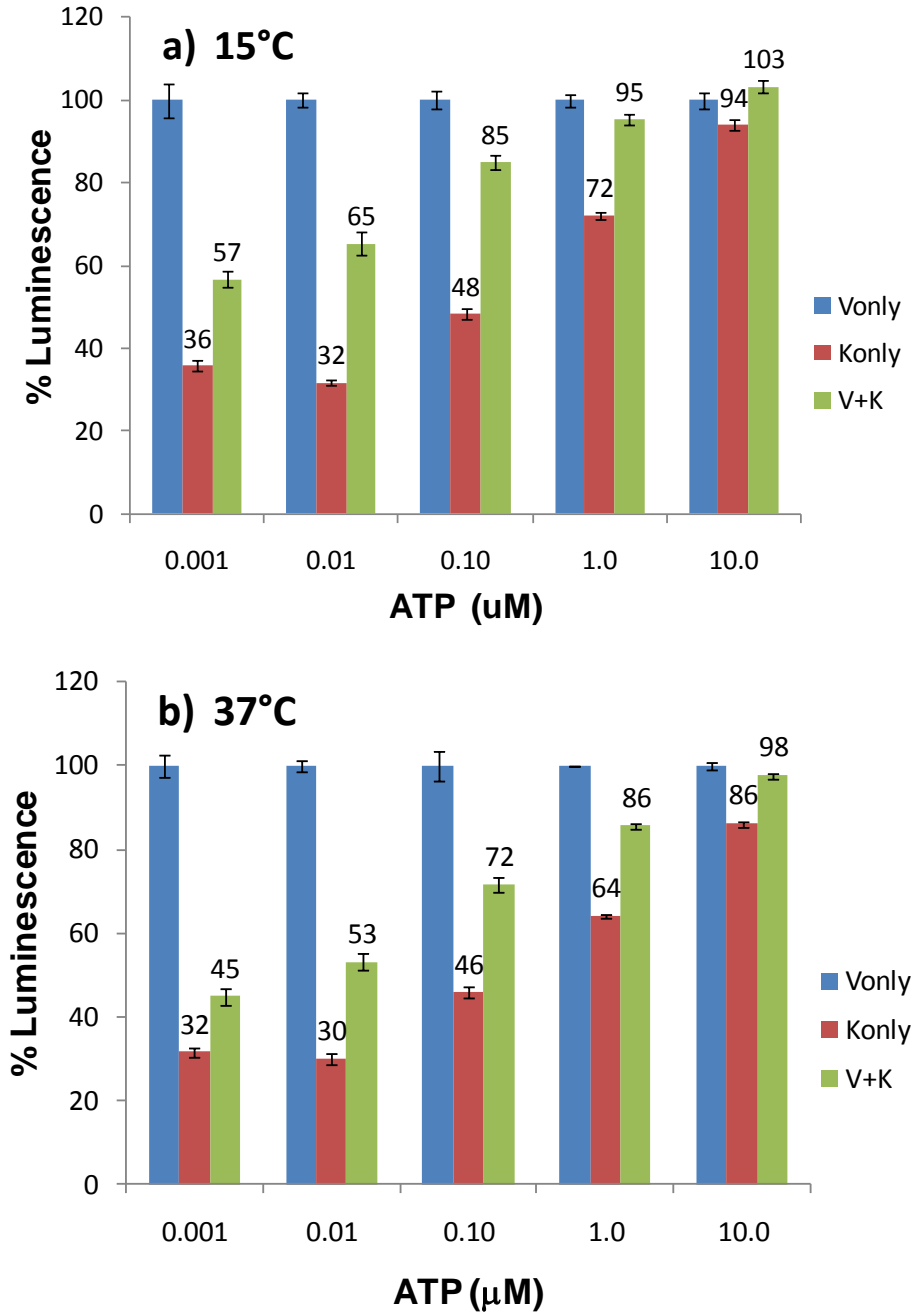 120
a) 15°C
103
100
95
94
85
80
72
65
60
57
48
40
36
32
20
0
% Luminescence
Vonly
Konly
V+K
0.001 0.01 0.10 1.0 10.0
ATP (uM)
120
b) 37°C
100
98
86
86
80
72
64
60
53
46
45
40
32
30
20
0
% Luminescence
Vonly
Konly
V+K
0.001 0.01 0.10 1.0 10.0
ATP (μM)